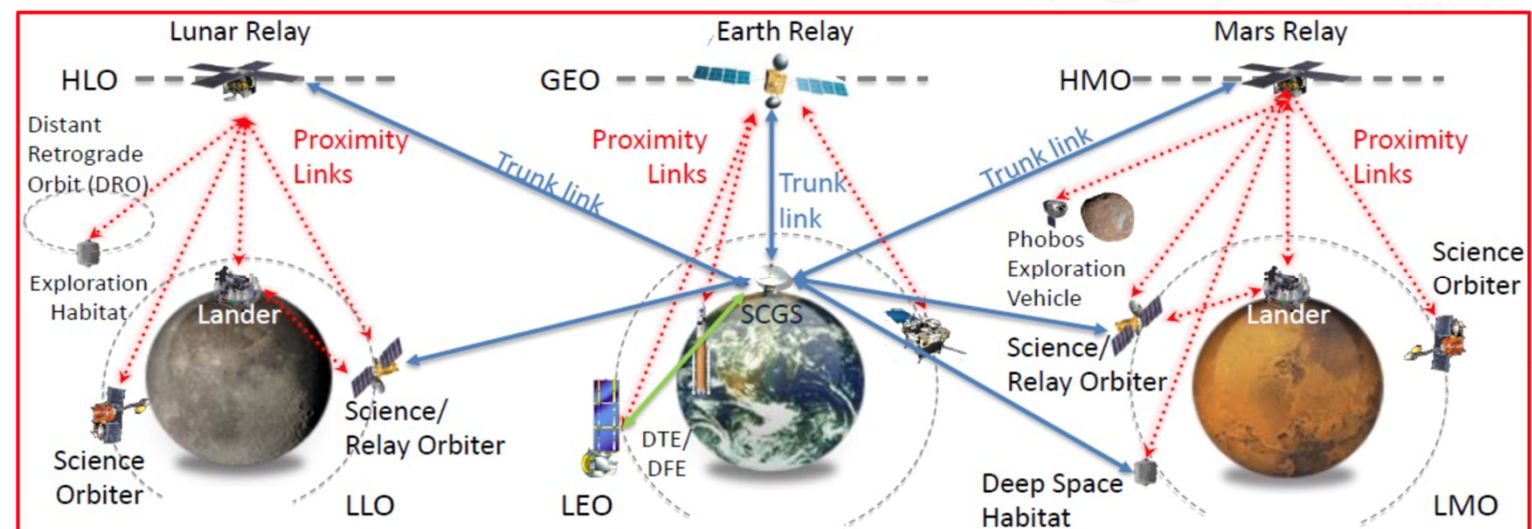 Lunar Relay
Earth Relay
Mars Relay
HLO
GEO
HMO
Distant
Retrograde
Orbit (DRO)
Proximity
Links
Trunk link
Proximity
Links
Trunk
link
Trunk link
Proximity
Links
Exploration
Habitat
Lander
SCGS
Phobos
Exploration
Vehicle
Science
Orbiter
Lander
Science/
Relay Orbiter
Science/
Relay Orbiter
DTE/
DFE
Science
Orbiter
LLO
LEO
Deep Space
Habitat
LMO